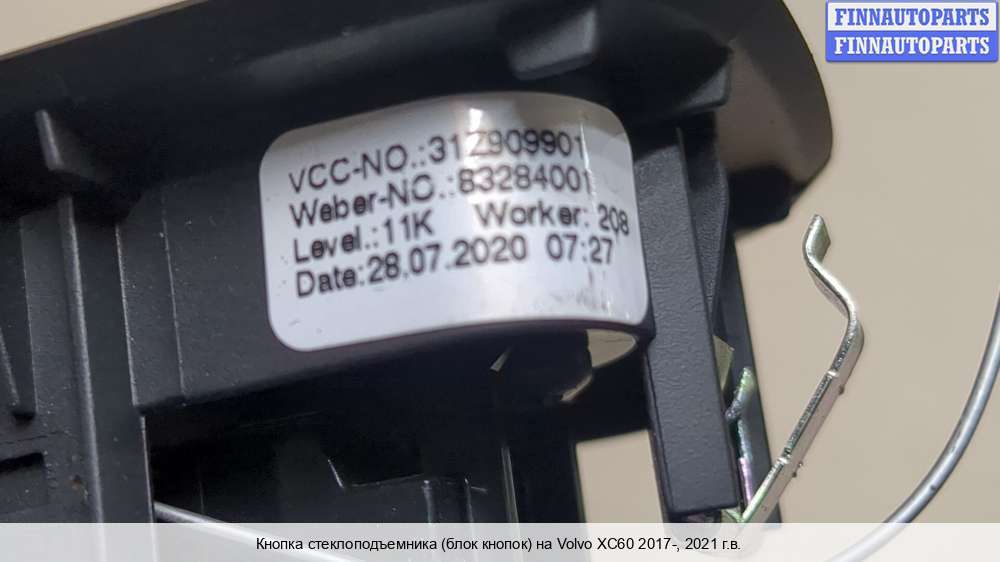 FINNAUTOPARTS
FINNAUTOPARTS
VCC-NO.:31Z909901
Weber-NO.:83284001
Level.:11K Worker: 208
Date:28.07.2020 07:27
Кнопка стеклоподъемника (блок кнопок) на Volvo XC60 2017-, 2021 г.в.